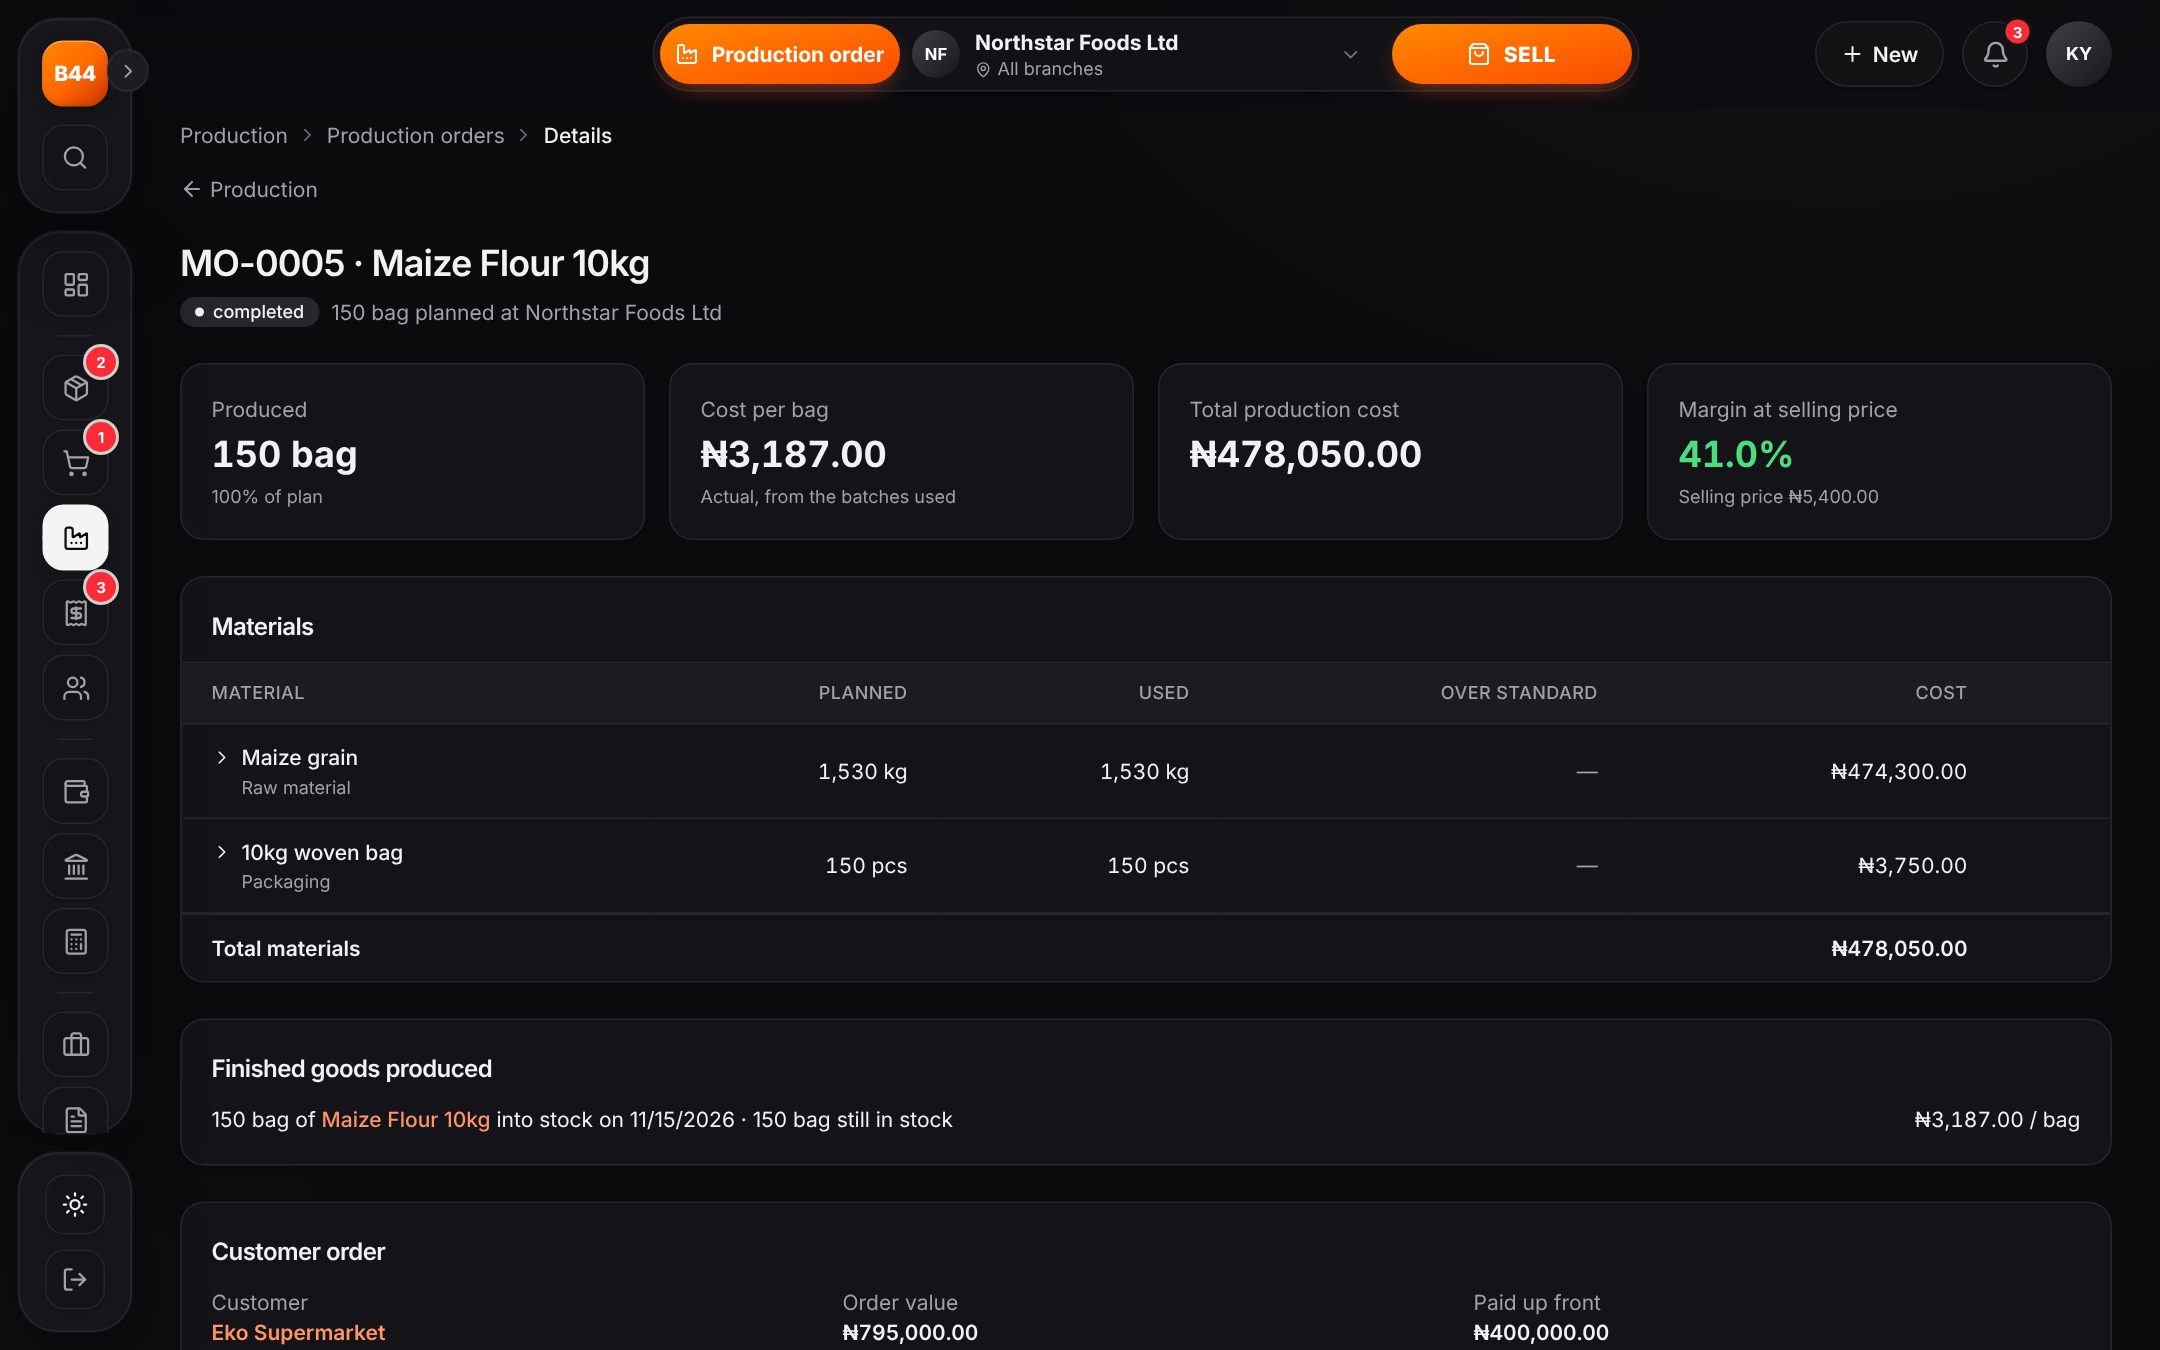 B44
Production order
NF
Northstar Foods Ltd
All branches
SELL
New
3
KY
Production > Production orders > Details
← Production
MO-0005 · Maize Flour 10kg
completed
150 bag planned at Northstar Foods Ltd
2
1
3
Produced
150 bag
100% of plan
Cost per bag
₦3,187.00
Actual, from the batches used
Total production cost
₦478,050.00
Margin at selling price
41.0%
Selling price ₦5,400.00
Materials
MATERIAL PLANNED USED OVER STANDARD COST
Maize grain
Raw material
1,530 kg 1,530 kg — ₦474,300.00
10kg woven bag
Packaging
150 pcs 150 pcs — ₦3,750.00
Total materials ₦478,050.00
Finished goods produced
150 bag of Maize Flour 10kg into stock on 11/15/2026 · 150 bag still in stock ₦3,187.00 / bag
Customer order
Customer
Eko Supermarket
Order value
₦795,000.00
Paid up front
₦400,000.00